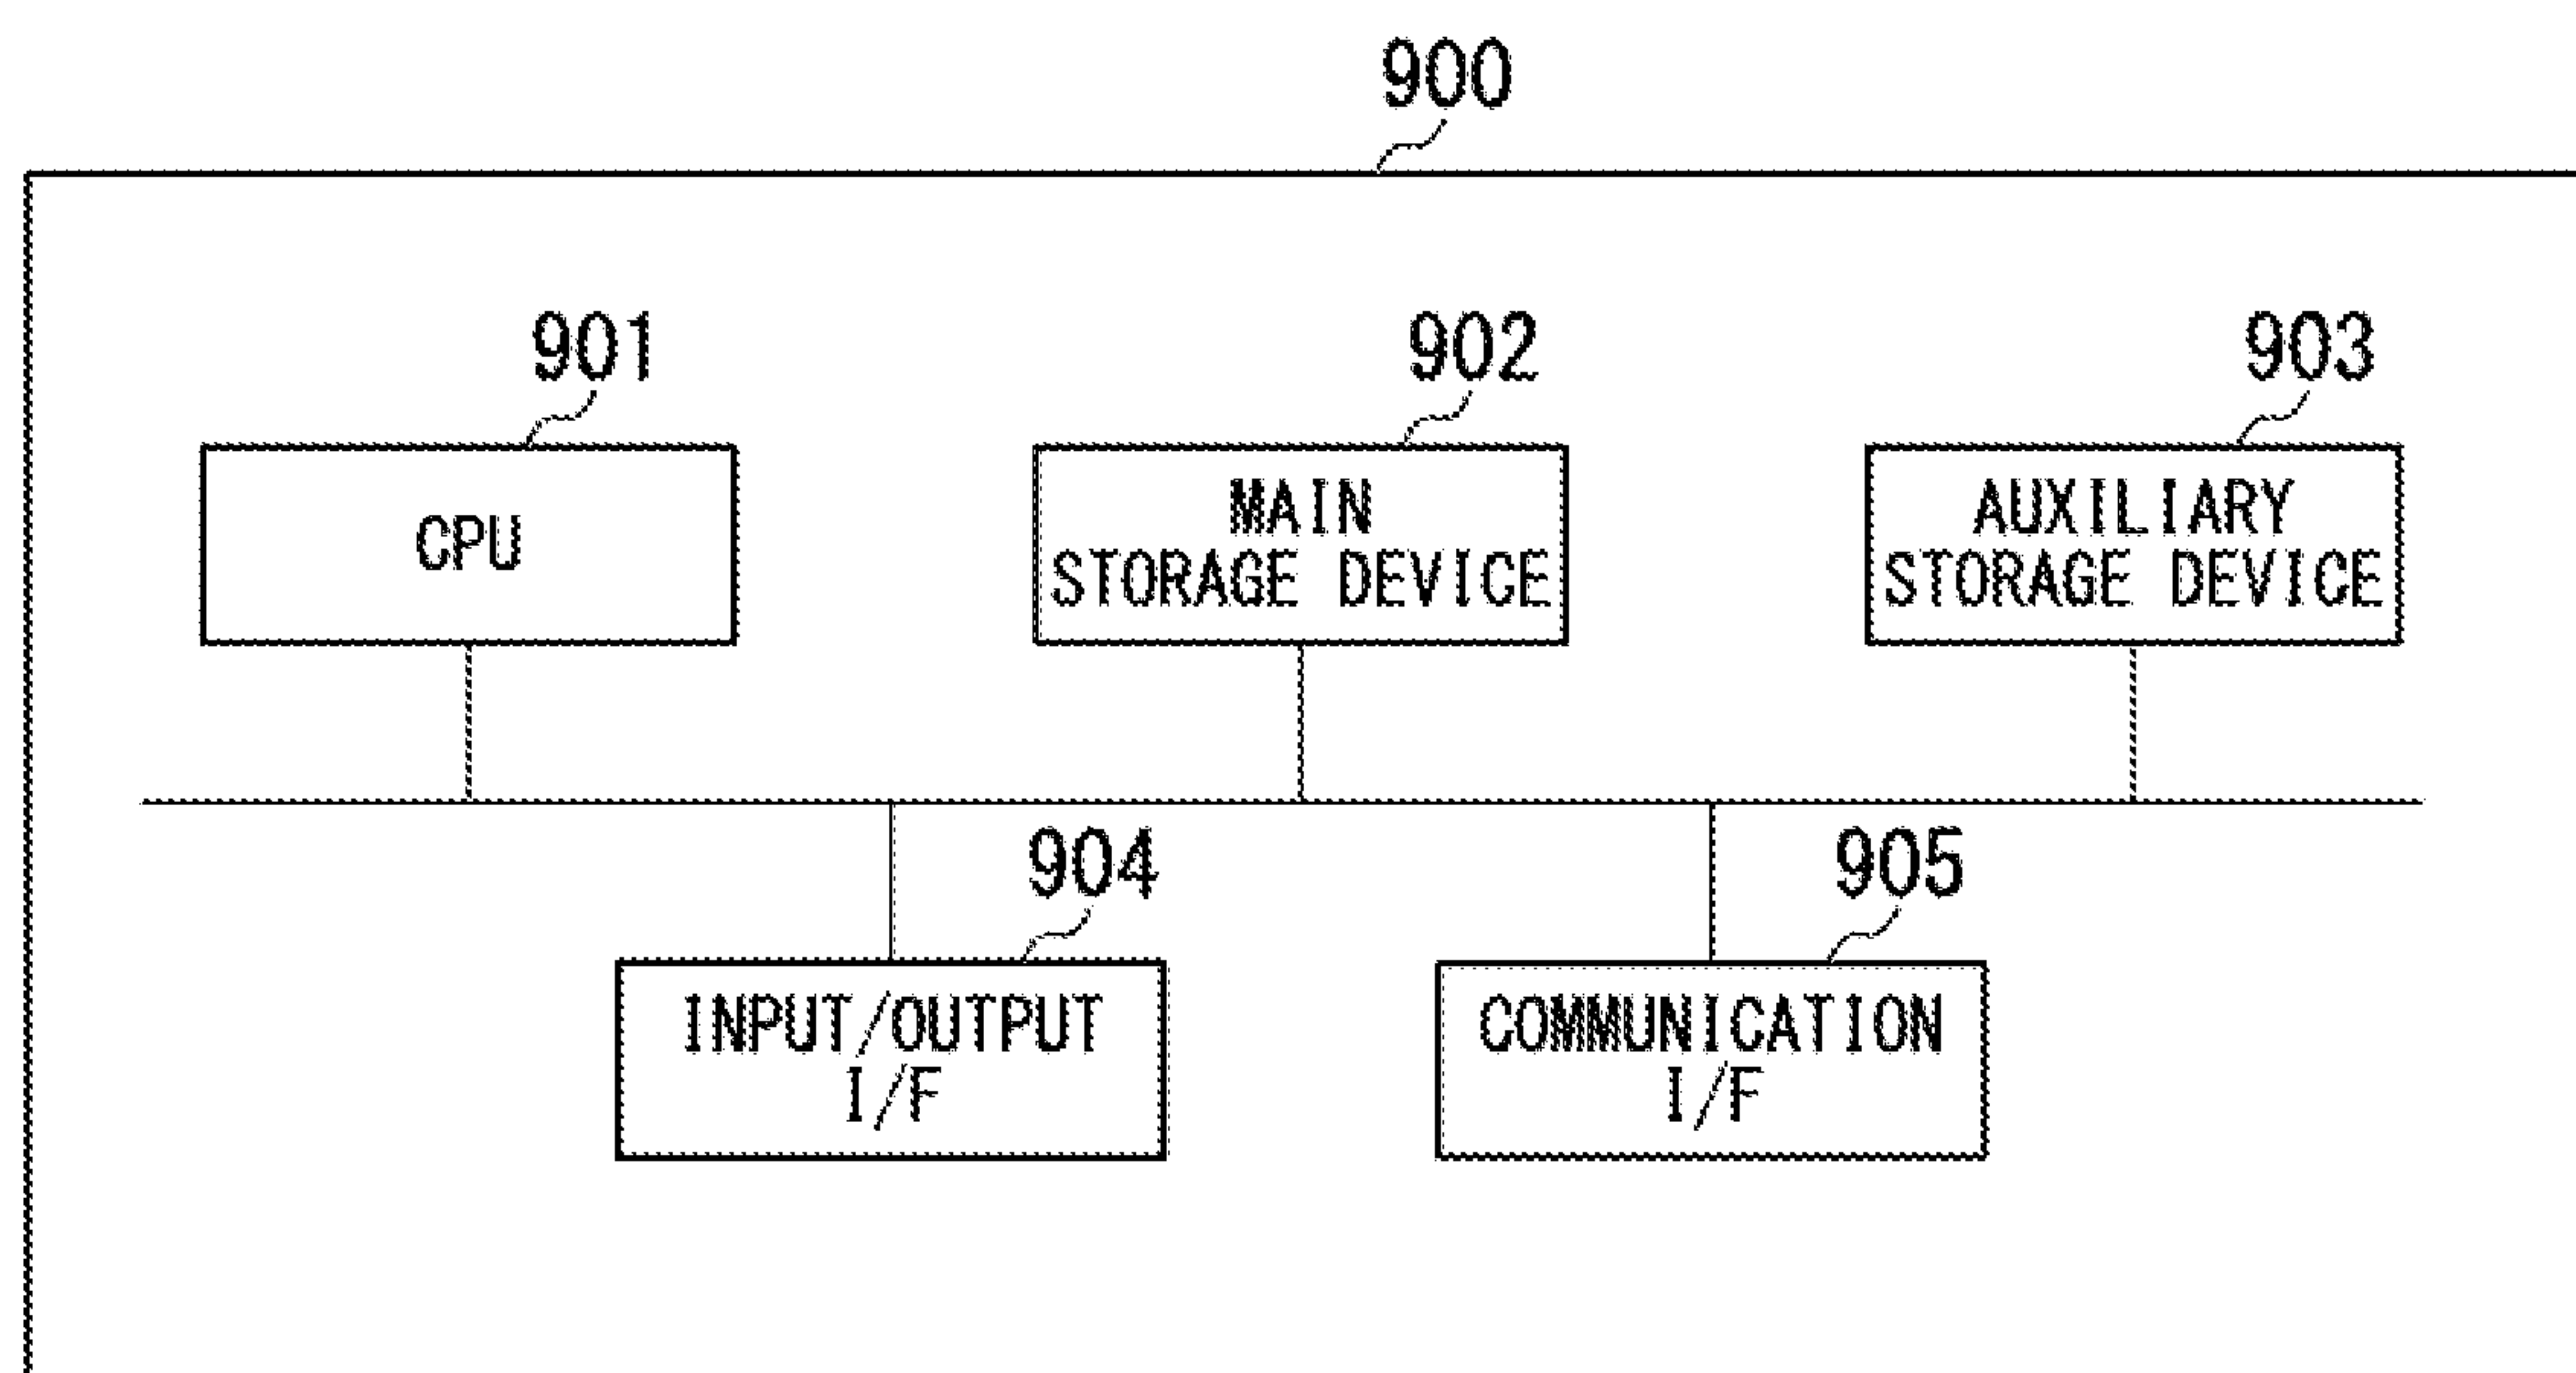 900
901
902
903
CPU
MAIN
STORAGE DEVICE
AUXILIARY
STORAGE DEVICE
904
905
INPUT/OUTPUT
I/F
COMMUNICATION
I/F